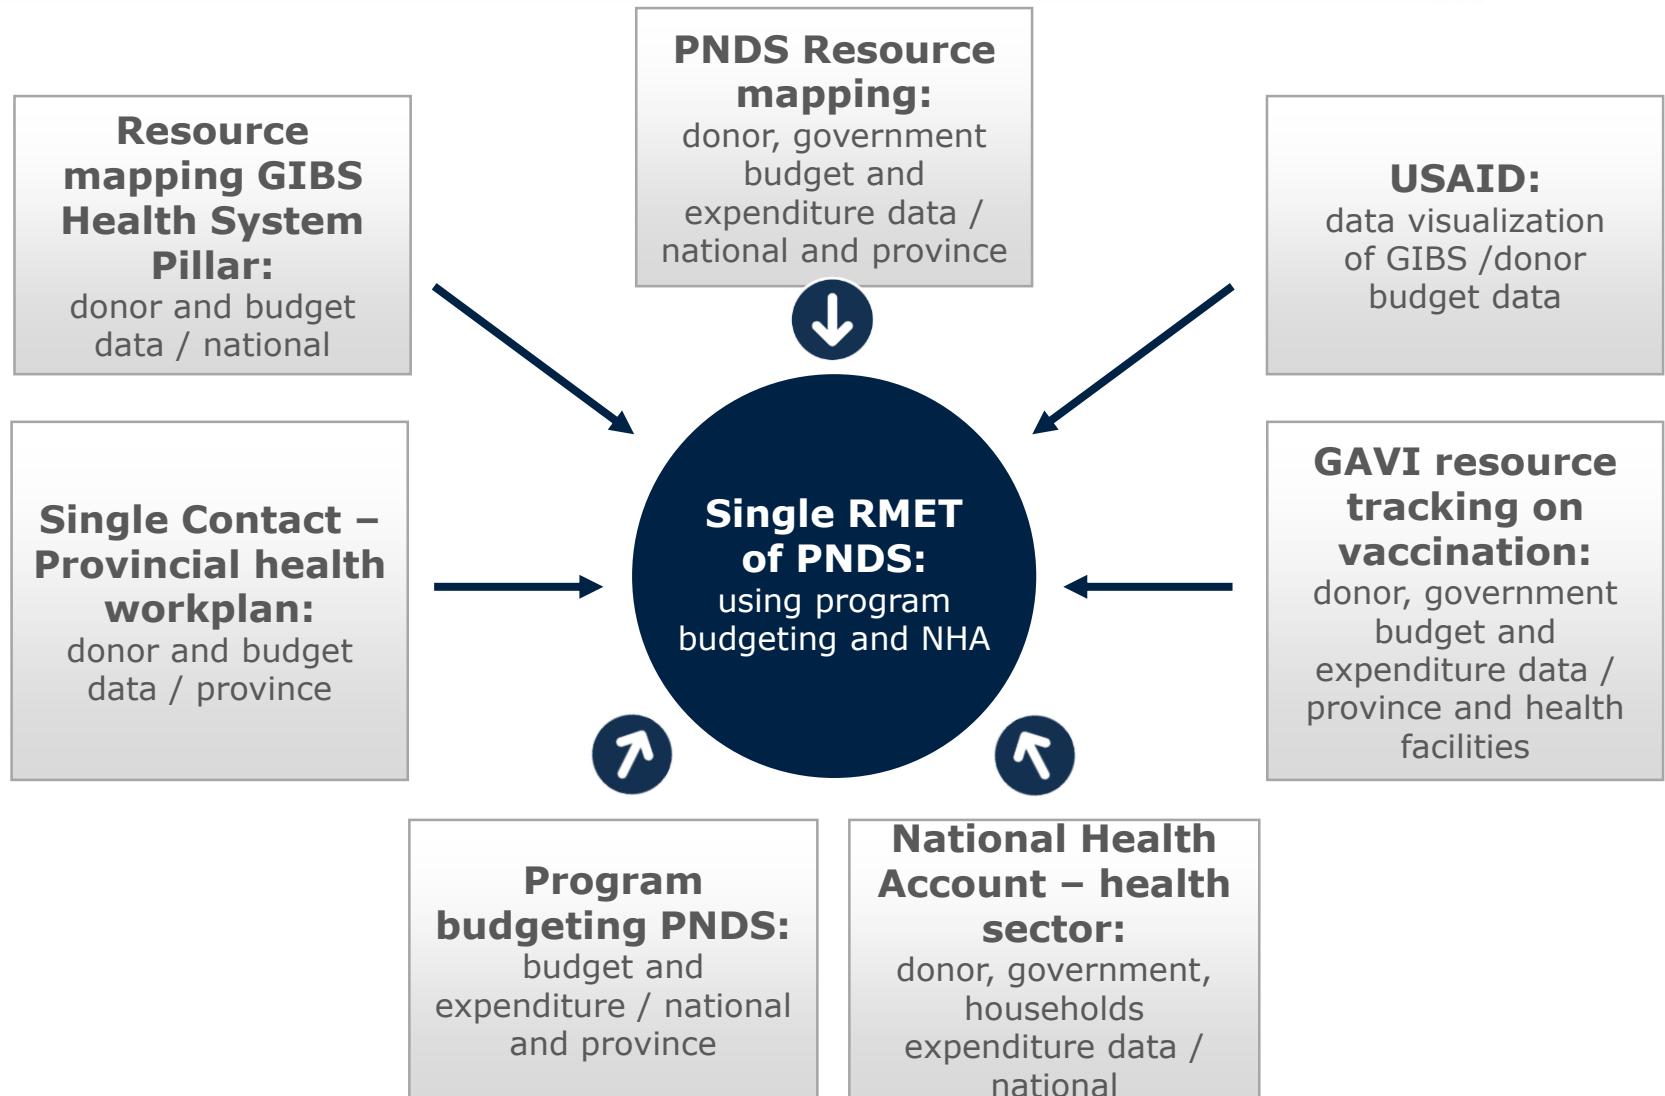 PNDS Resource
mapping:
donor, government
budget and
expenditure data /
national and province
Resource
mapping GIBS
Health System
Pillar:
donor and budget
data / national
USAID:
data visualization
of GIBS /donor
budget data
Single Contact –
Provincial health
workplan:
donor and budget
data / province
Single RMET
of PNDS:
using program
budgeting and NHA
GAVI resource
tracking on
vaccination:
donor, government
budget and
expenditure data /
province and health
facilities
Program
budgeting PNDS:
budget and
expenditure / national
and province
National Health
Account – health
sector:
donor, government,
households
expenditure data /
national